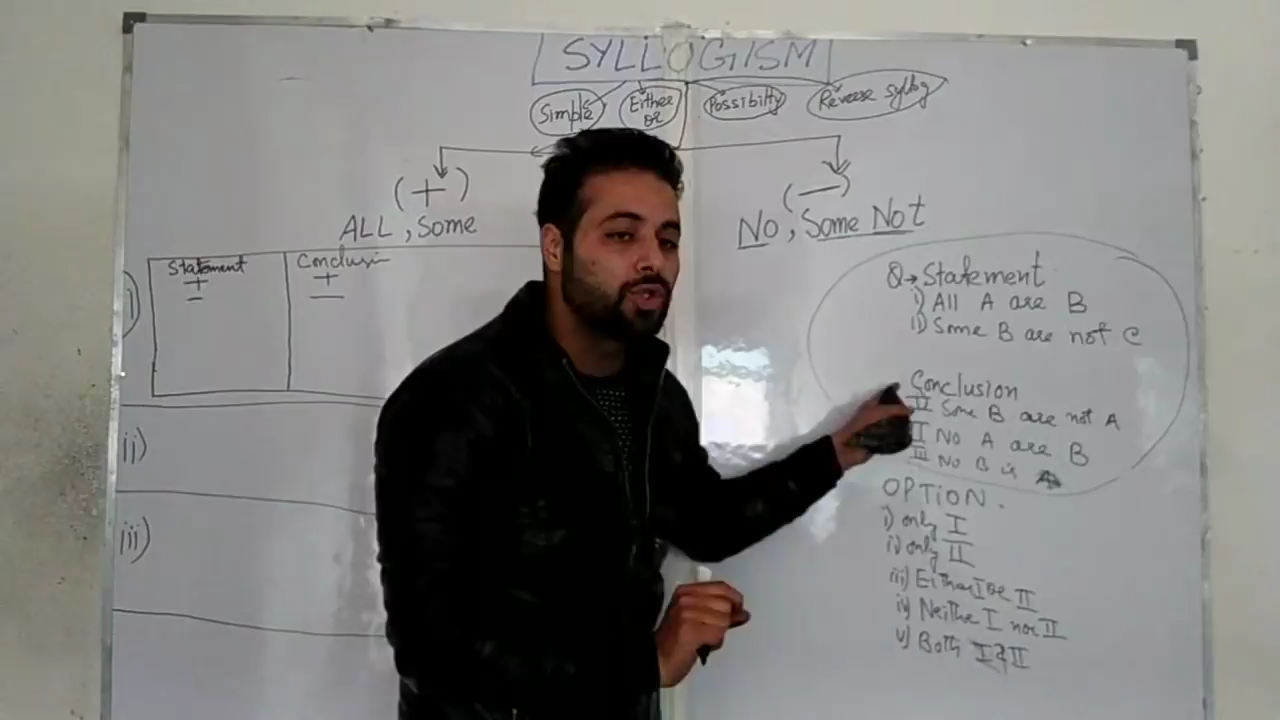 SYLLOGISM
Simple
Either
or
Possibilty
Reverse syllog
(+)
ALL, Some
(—)
No, Some Not
i)
Statement
+
—
Conclusi
+
—
ii)
iii)
Q→ Statement
i) All A are B
ii) Some B are not C
Conclusion
II Some B are not A
I No A are B
III No B is A
OPTION.
i) only I
ii) only II
iii) Either I or II
iv) Neithe I nor II
v) Both I & II